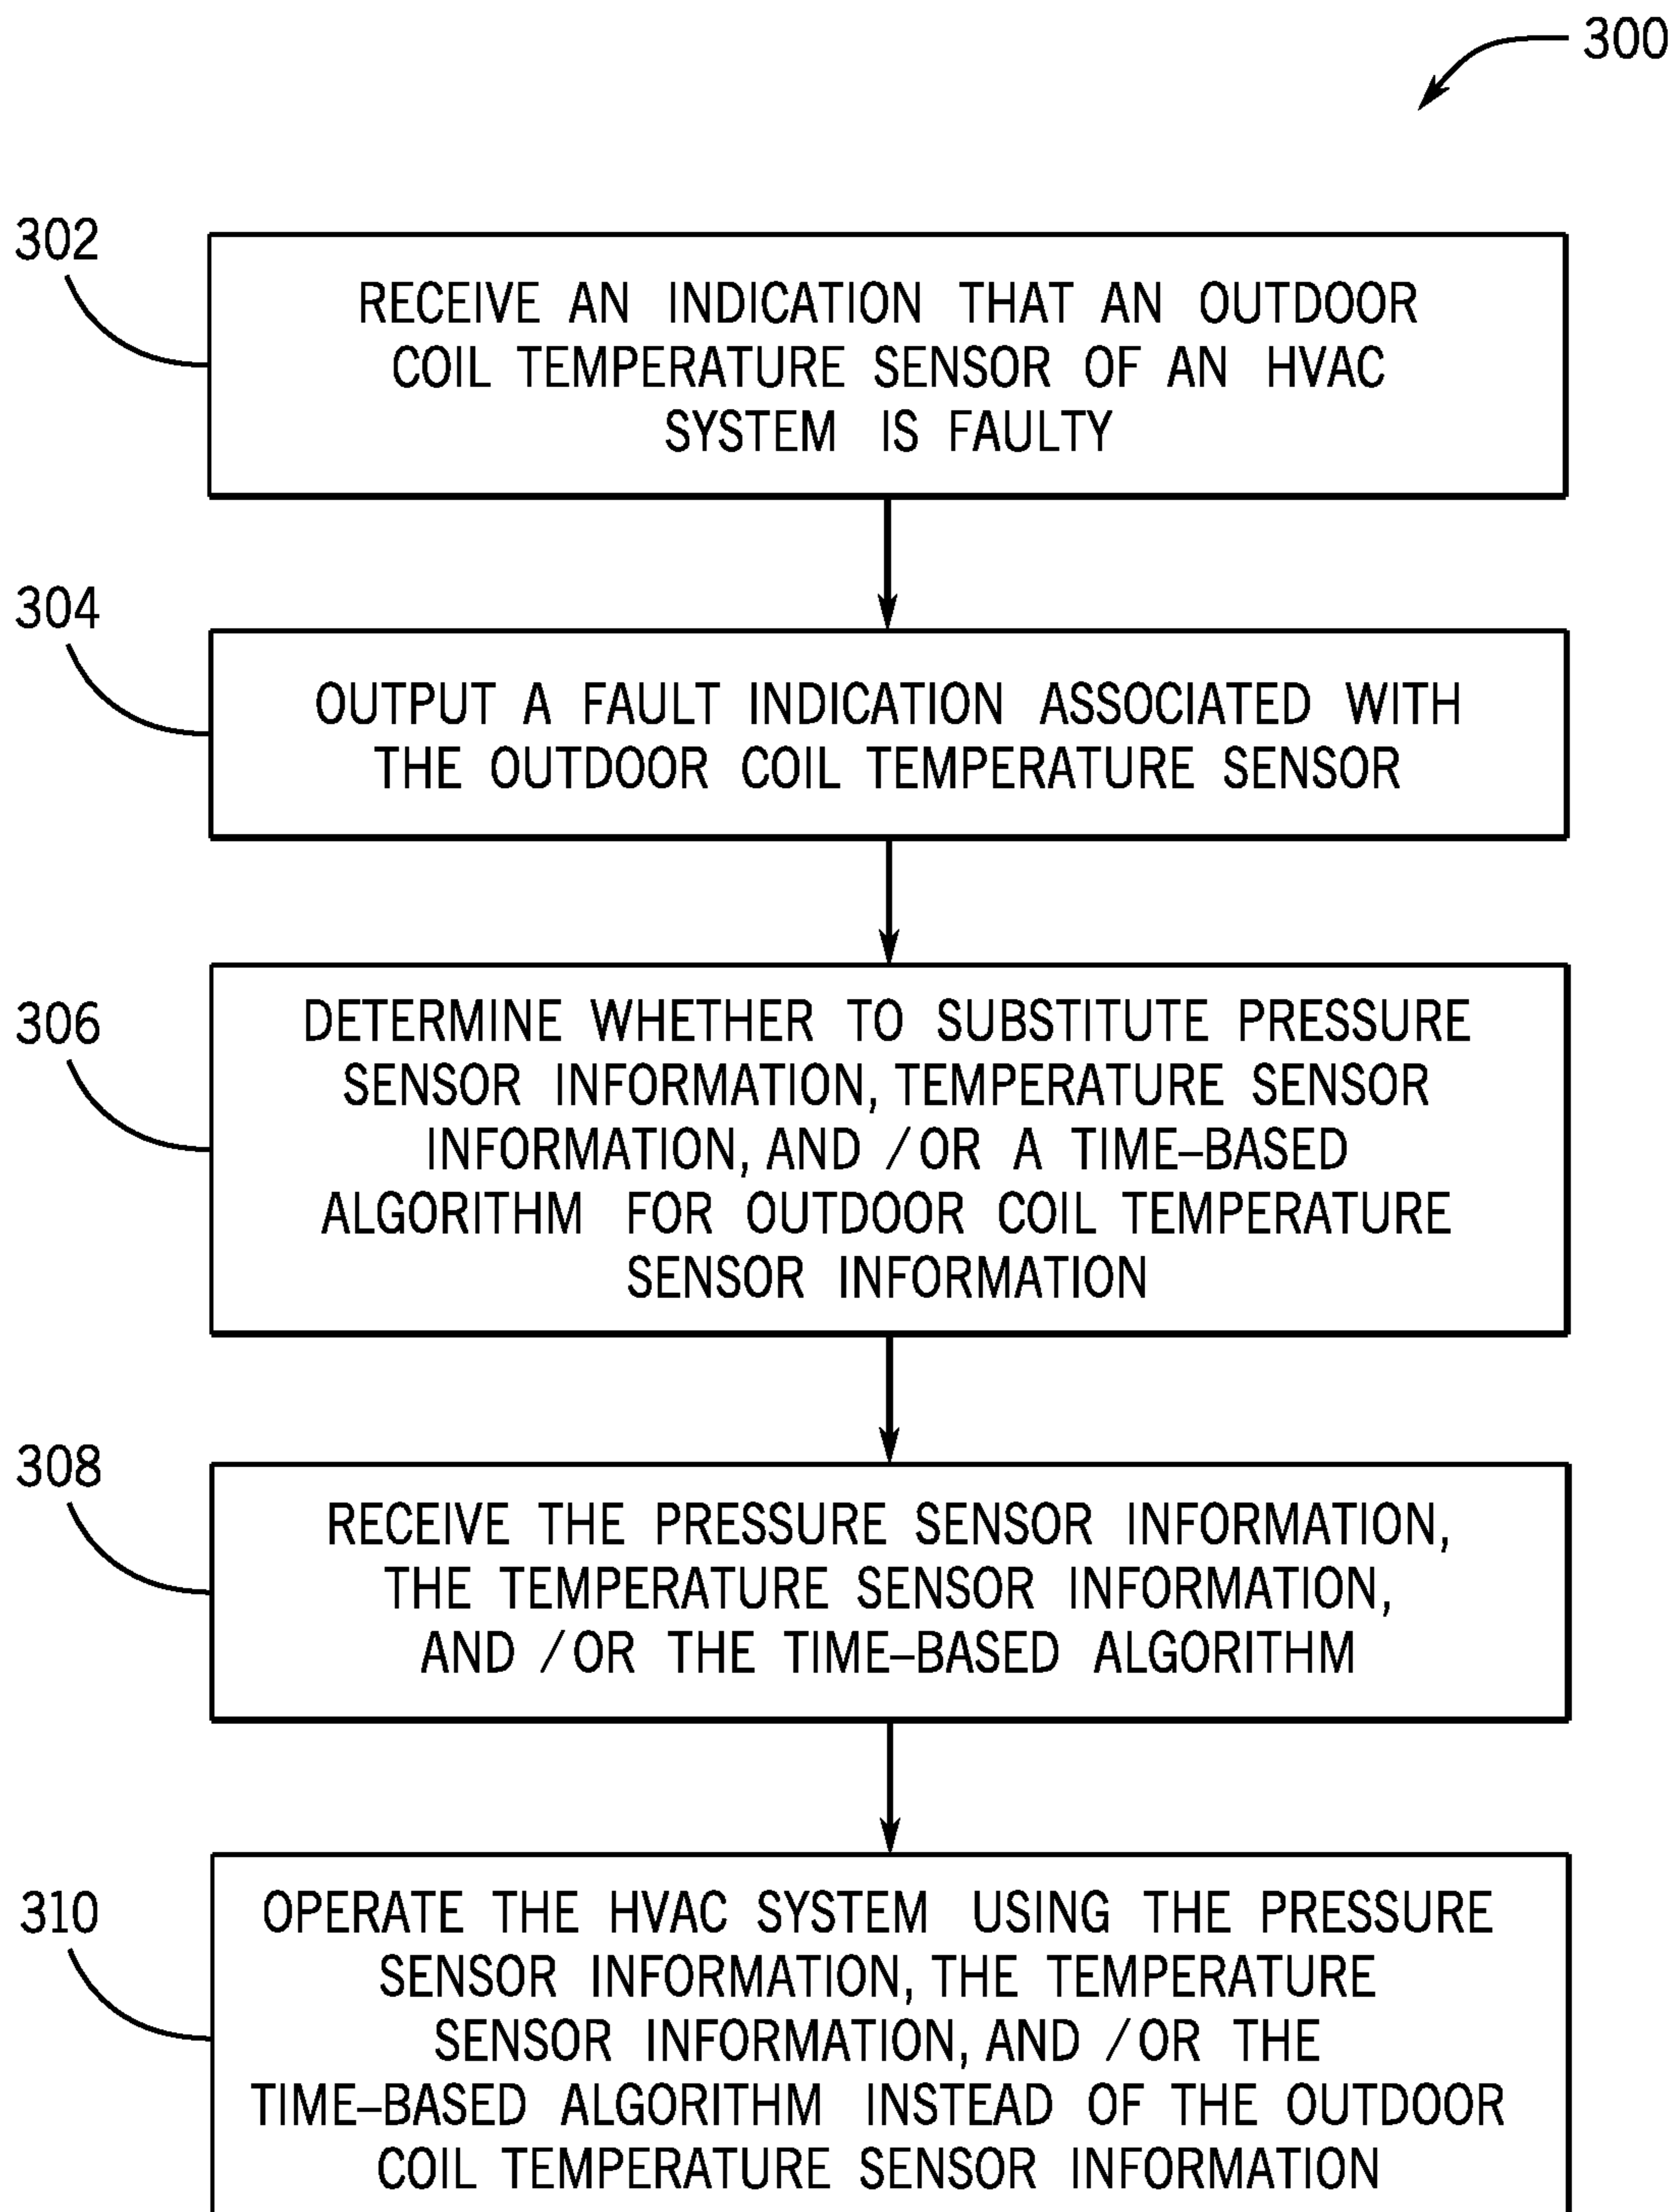 300
302
RECEIVE AN INDICATION THAT AN OUTDOOR
COIL TEMPERATURE SENSOR OF AN HVAC
SYSTEM IS FAULTY
304
OUTPUT A FAULT INDICATION ASSOCIATED WITH
THE OUTDOOR COIL TEMPERATURE SENSOR
306
DETERMINE WHETHER TO SUBSTITUTE PRESSURE
SENSOR INFORMATION, TEMPERATURE SENSOR
INFORMATION, AND /OR A TIME–BASED
ALGORITHM FOR OUTDOOR COIL TEMPERATURE
SENSOR INFORMATION
308
RECEIVE THE PRESSURE SENSOR INFORMATION,
THE TEMPERATURE SENSOR INFORMATION,
AND /OR THE TIME–BASED ALGORITHM
310
OPERATE THE HVAC SYSTEM USING THE PRESSURE
SENSOR INFORMATION, THE TEMPERATURE
SENSOR INFORMATION, AND /OR THE
TIME–BASED ALGORITHM INSTEAD OF THE OUTDOOR
COIL TEMPERATURE SENSOR INFORMATION